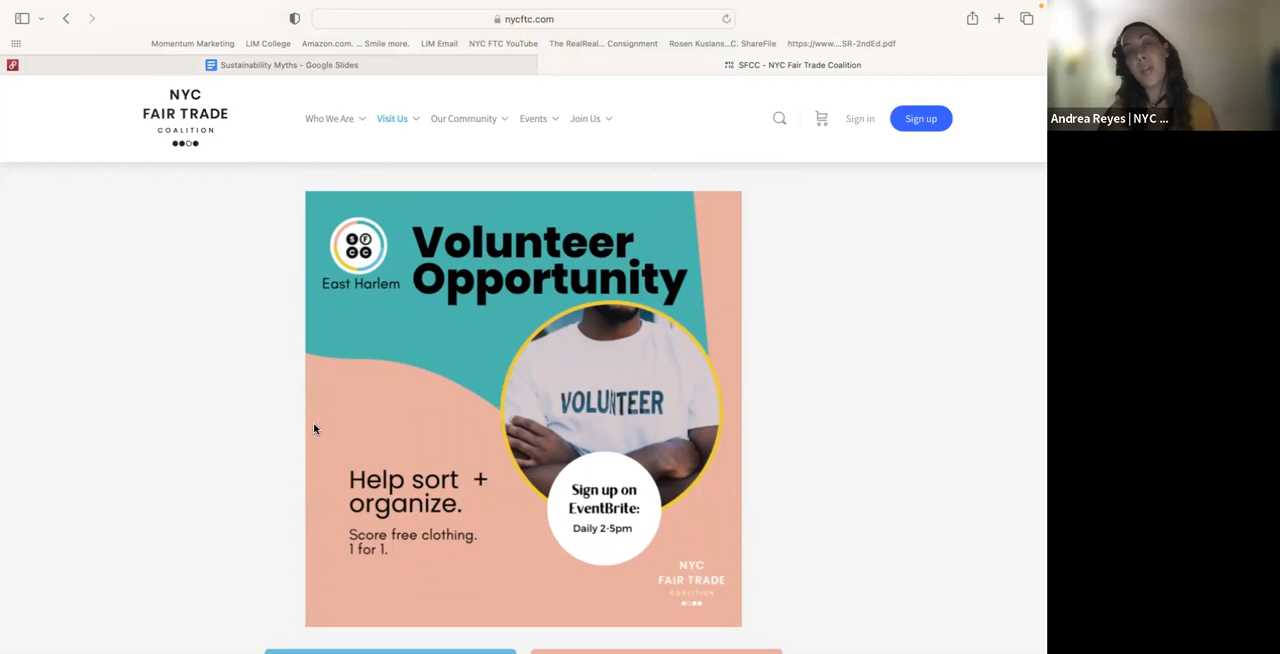 nycftc.com
Momentum Marketing LIM College Amazon.com. ... Smile more. LIM Email NYC FTC YouTube The RealReal... Consignment Rosen Kuslans...C. ShareFile https://www....SR-2ndEd.pdf
Sustainability Myths - Google Slides
SFCC - NYC Fair Trade Coalition
NYC
FAIR TRADE
COALITION
Who We Are Visit Us Our Community Events Join Us
Sign in Sign up
Andrea Reyes | NYC ...
S F
C C
East Harlem
Volunteer
Opportunity
VOLUNTEER
Help sort +
organize.
Score free clothing.
1 for 1.
Sign up on
EventBrite:
Daily 2-5pm
NYC
FAIR TRADE
COALITION